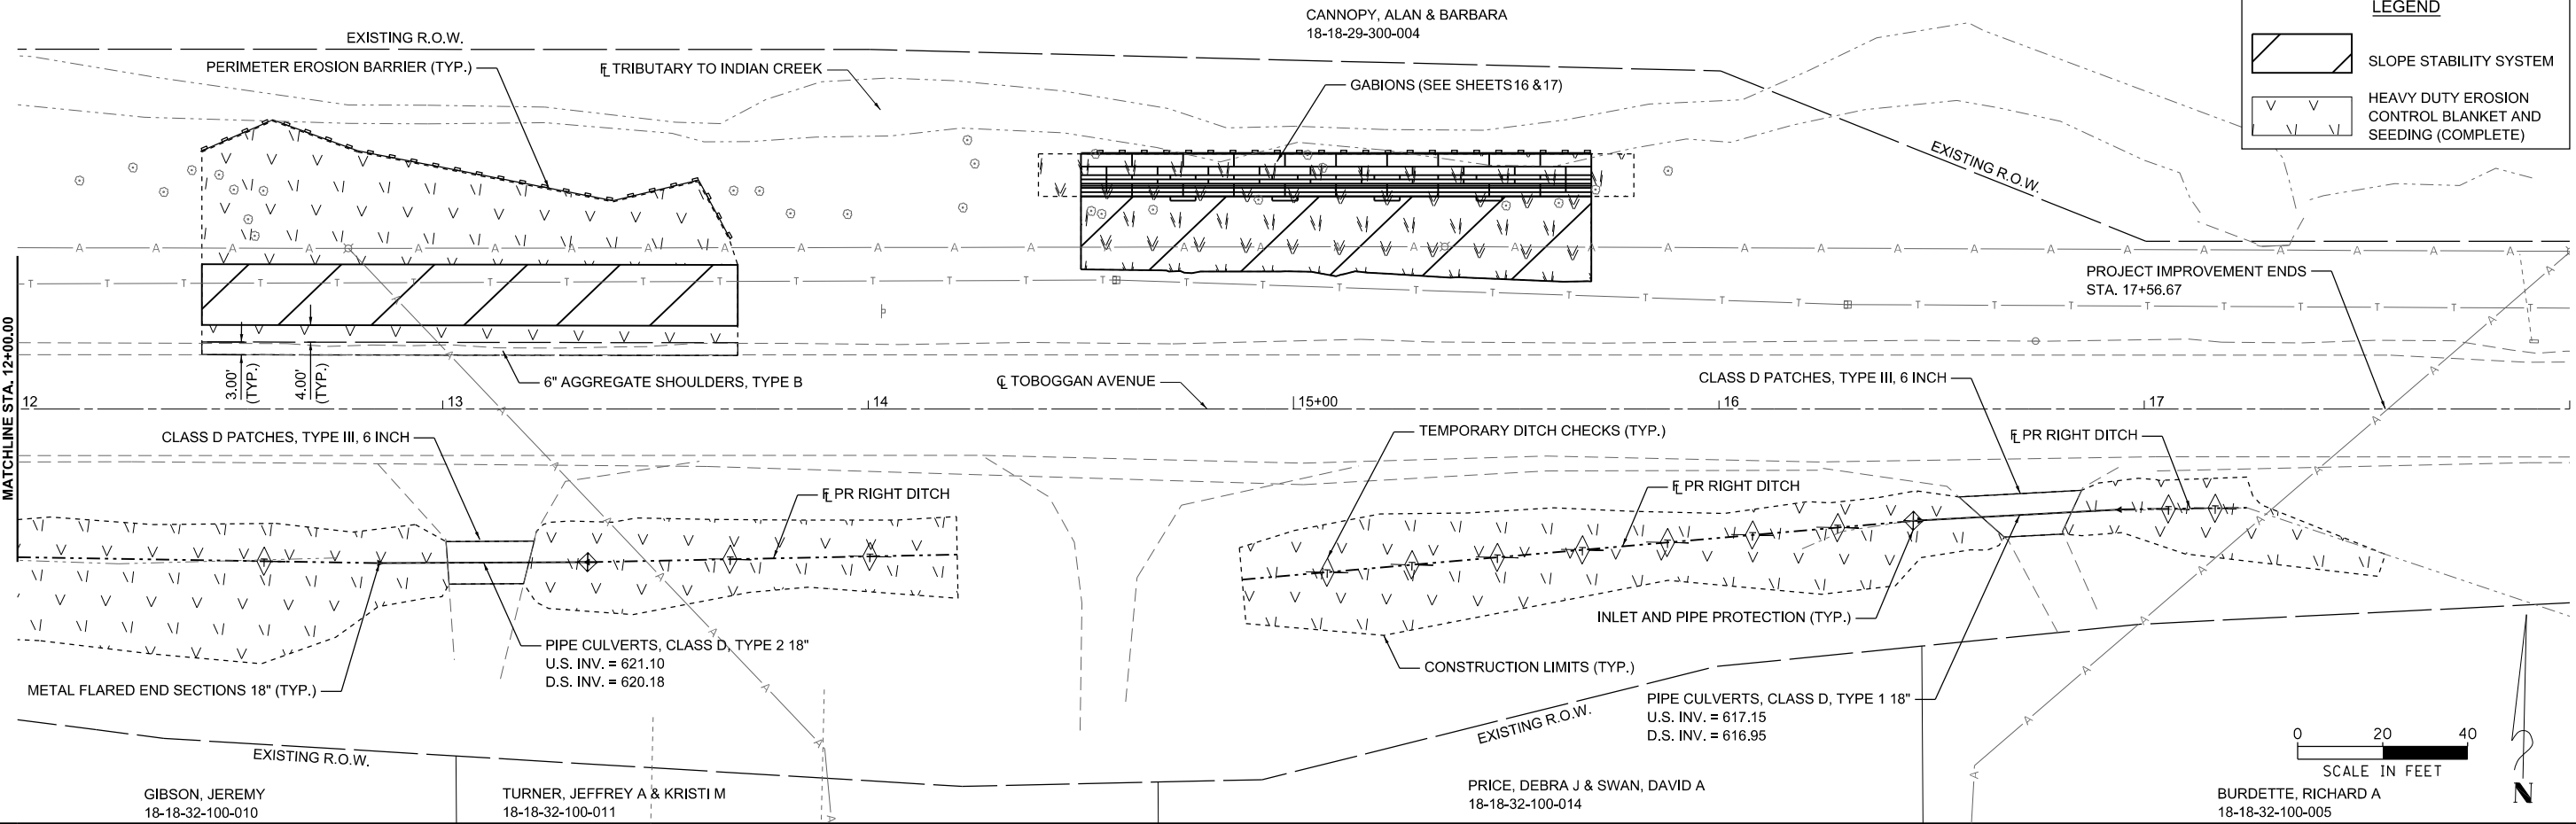 CANNOPY, ALAN & BARBARA
18-18-29-300-004
LEGEND
SLOPE STABILITY SYSTEM
HEAVY DUTY EROSION
CONTROL BLANKET AND
SEEDING (COMPLETE)
EXISTING R.O.W.
PERIMETER EROSION BARRIER (TYP.)
FL TRIBUTARY TO INDIAN CREEK
GABIONS (SEE SHEETS16 &17)
EXISTING R.O.W.
PROJECT IMPROVEMENT ENDS
STA. 17+56.67
MATCHLINE STA. 12+00.00
3.00'
(TYP.)
4.00'
(TYP.)
6" AGGREGATE SHOULDERS, TYPE B
CL TOBOGGAN AVENUE
CLASS D PATCHES, TYPE III, 6 INCH
12
13
14
15+00
16
17
CLASS D PATCHES, TYPE III, 6 INCH
TEMPORARY DITCH CHECKS (TYP.)
FL PR RIGHT DITCH
FL PR RIGHT DITCH
FL PR RIGHT DITCH
INLET AND PIPE PROTECTION (TYP.)
PIPE CULVERTS, CLASS D, TYPE 2 18"
U.S. INV. = 621.10
D.S. INV. = 620.18
METAL FLARED END SECTIONS 18" (TYP.)
CONSTRUCTION LIMITS (TYP.)
PIPE CULVERTS, CLASS D, TYPE 1 18"
U.S. INV. = 617.15
D.S. INV. = 616.95
EXISTING R.O.W.
EXISTING R.O.W.
0 20 40
SCALE IN FEET
N
GIBSON, JEREMY
18-18-32-100-010
TURNER, JEFFREY A & KRISTI M
18-18-32-100-011
PRICE, DEBRA J & SWAN, DAVID A
18-18-32-100-014
BURDETTE, RICHARD A
18-18-32-100-005